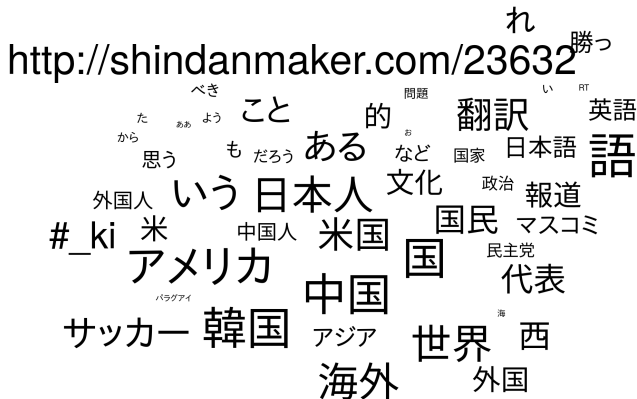 れ
勝っ
http://shindanmaker.com/23632
べき
問題
い
RT
こと
的
翻訳
英語
た
ああ
よう
から
も
だろう
ある
お
など
国家
日本語
語
思う
外国人
いう
日本人
文化
政治
報道
#_ki
米
中国人
米国
国民
マスコミ
アメリカ
国
民主党
代表
中国
パラグアイ
海
サッカー
韓国
アジア
世界
西
海外
外国